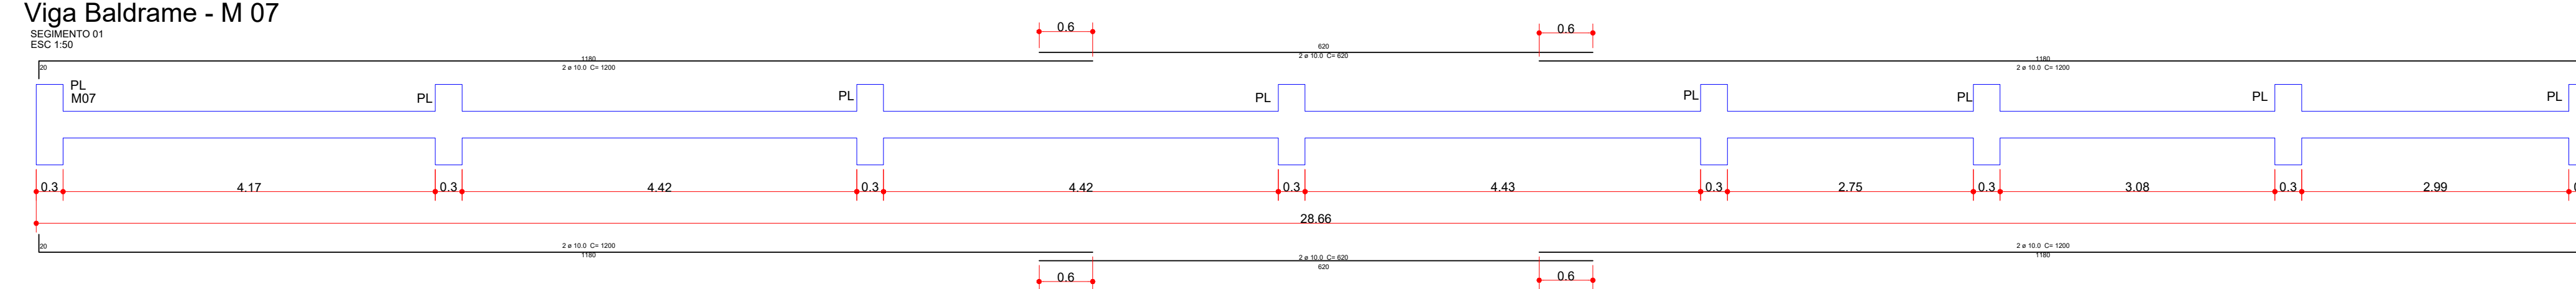 Viga Baldrame - M 07
SEGIMENTO 01
ESC 1:50
0.6
0.6
620
2 ø 10.0 C= 620
1180
2 ø 10.0 C= 1200
1180
2 ø 10.0 C= 1200
20
PL
M07
PL
PL
PL
PL
PL
PL
PL
0.3
4.17
0.3
4.42
0.3
4.42
0.3
4.43
0.3
2.75
0.3
3.08
0.3
2.99
28.66
20
2 ø 10.0 C= 1200
1180
2 ø 10.0 C= 1200
1180
2 ø 10.0 C= 620
620
0.6
0.6